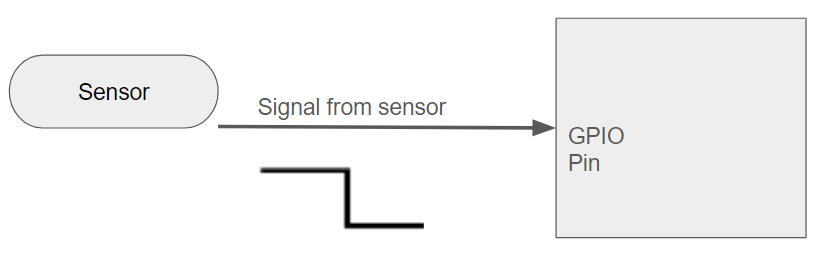 Sensor
Signal from sensor
GPIO
Pin